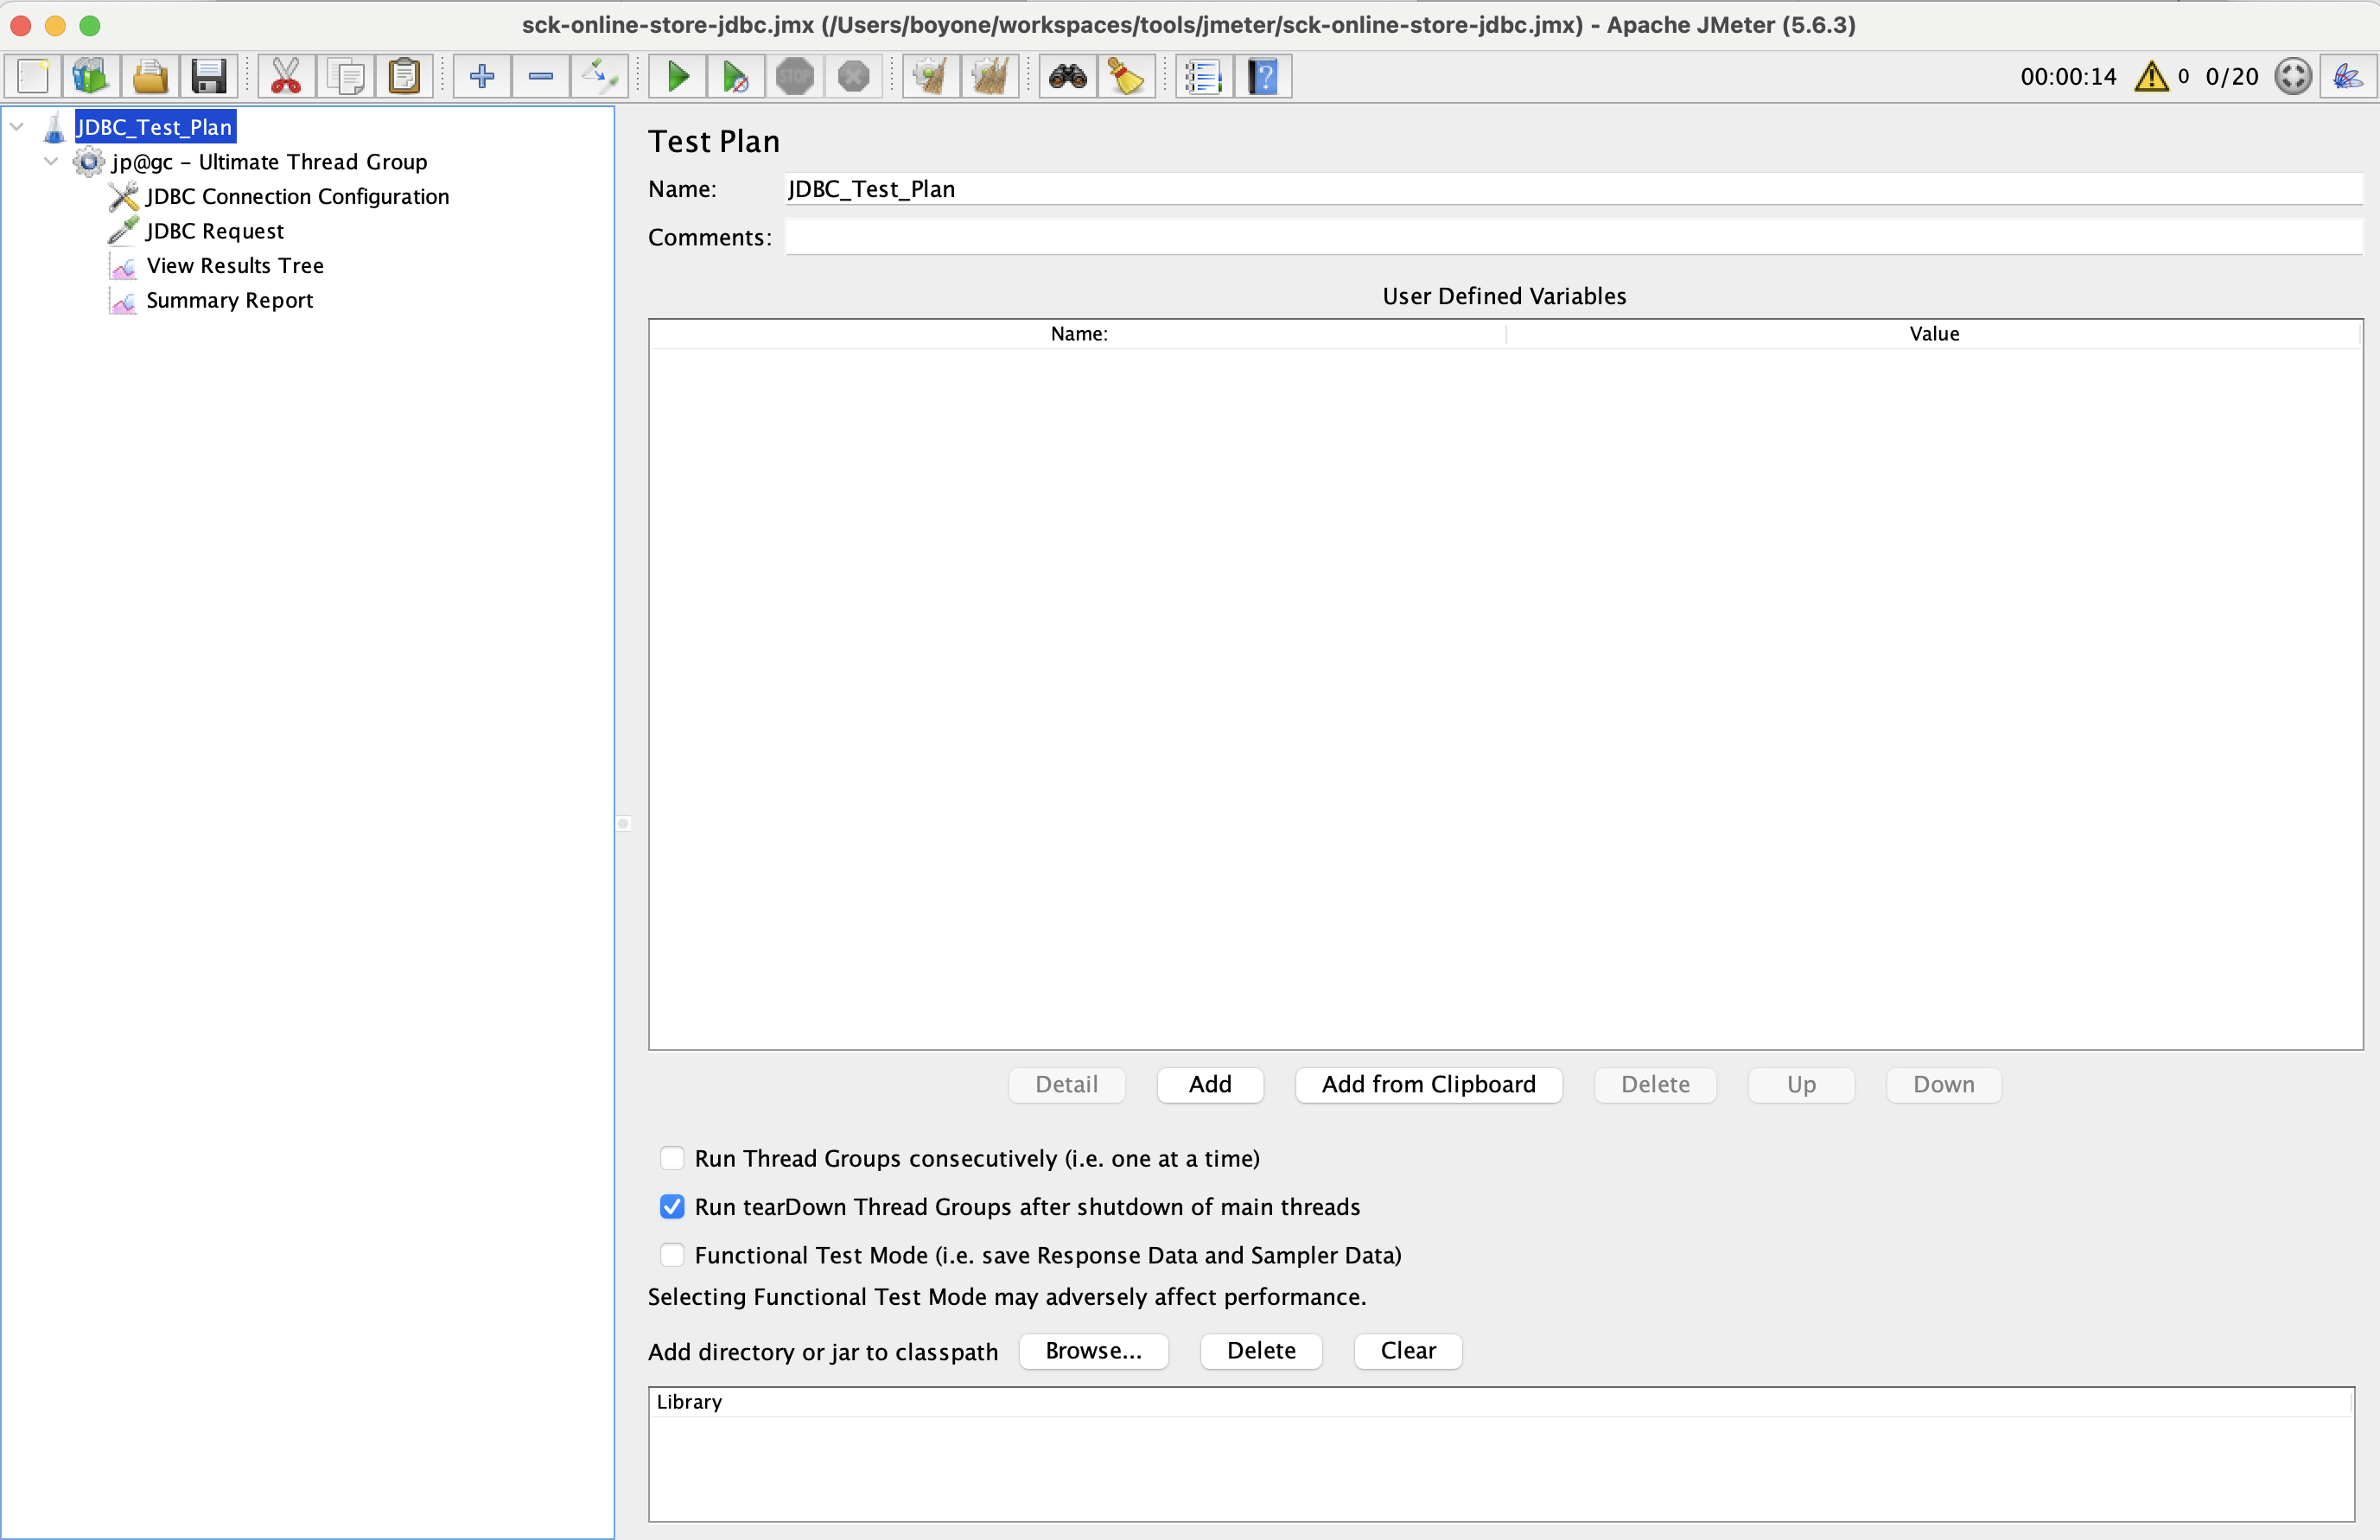 sck-online-store-jdbc.jmx (/Users/boyone/workspaces/tools/jmeter/sck-online-store-jdbc.jmx) - Apache JMeter (5.6.3)
STOP
?
00:00:14 0 0/20
JDBC_Test_Plan
jp@gc - Ultimate Thread Group
JDBC Connection Configuration
JDBC Request
View Results Tree
Summary Report
Test Plan
Name: JDBC_Test_Plan
Comments:
User Defined Variables
Name: Value
Detail Add Add from Clipboard Delete Up Down
Run Thread Groups consecutively (i.e. one at a time)
Run tearDown Thread Groups after shutdown of main threads
Functional Test Mode (i.e. save Response Data and Sampler Data)
Selecting Functional Test Mode may adversely affect performance.
Add directory or jar to classpath Browse... Delete Clear
Library